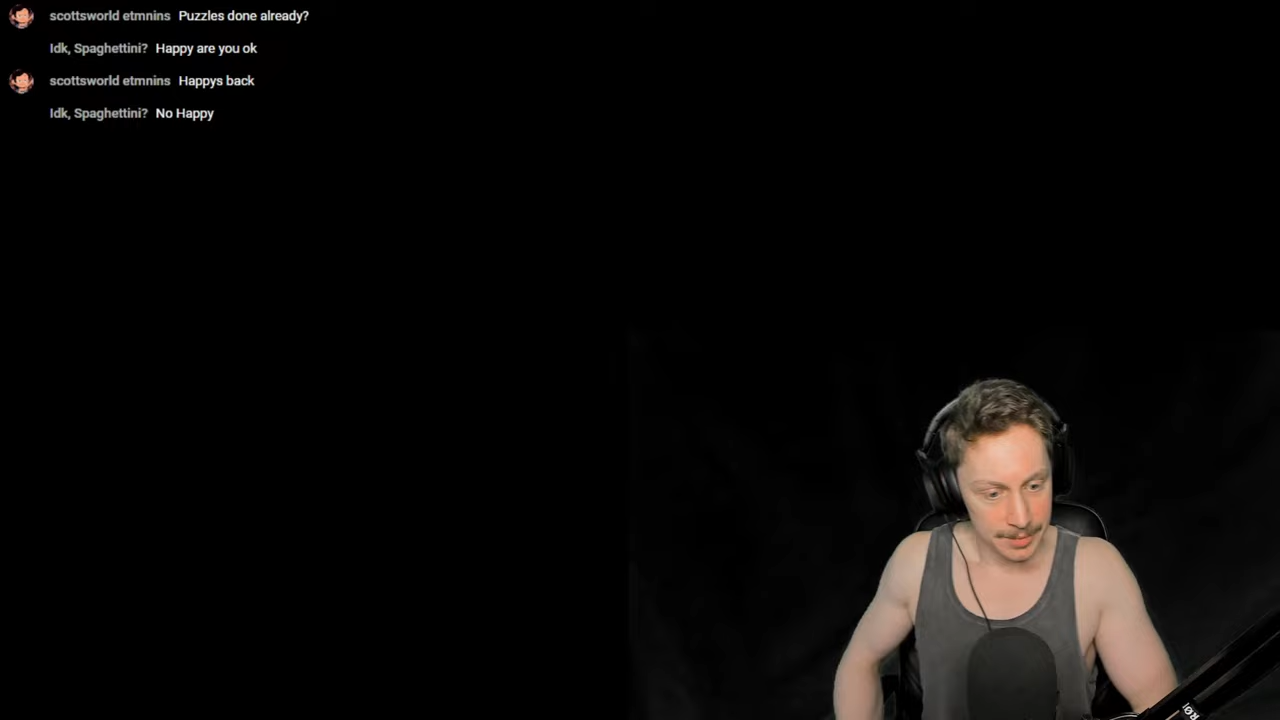 scottsworld etmnins Puzzles done already?
Idk, Spaghettini? Happy are you ok
scottsworld etmnins Happys back
Idk, Spaghettini? No Happy